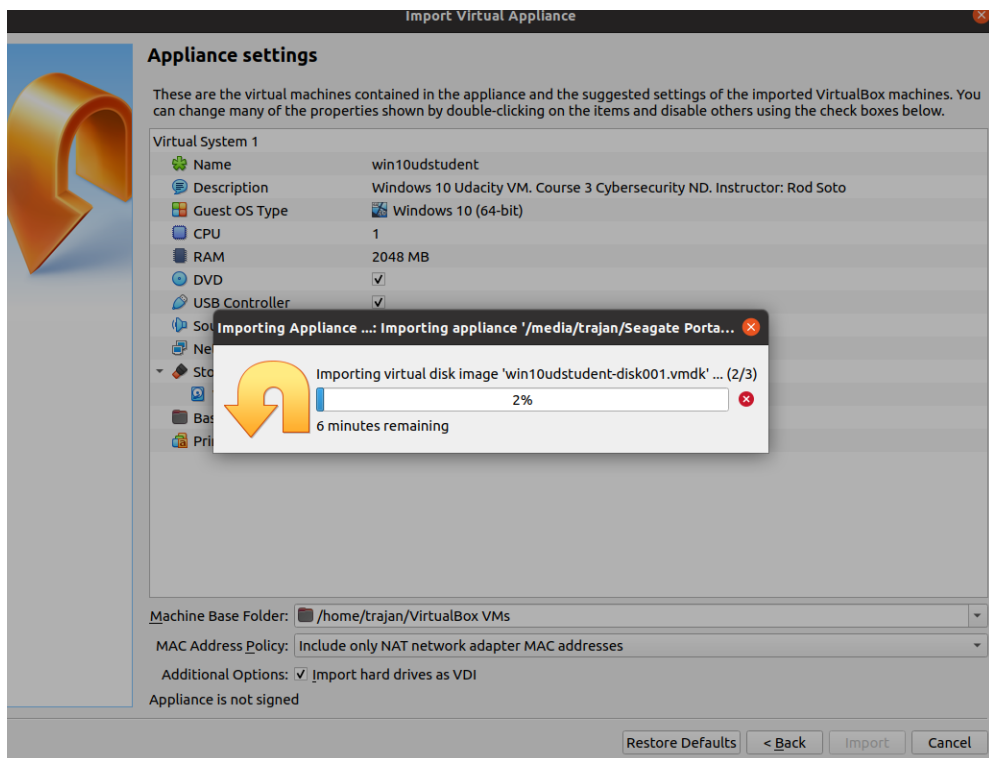 Import Virtual Appliance
Appliance settings
These are the virtual machines contained in the appliance and the suggested settings of the imported VirtualBox machines. You
can change many of the properties shown by double-clicking on the items and disable others using the check boxes below.
Virtual System 1
Name win10udstudent
Description Windows 10 Udacity VM. Course 3 Cybersecurity ND. Instructor: Rod Soto
Guest OS Type Windows 10 (64-bit)
CPU 1
RAM 2048 MB
DVD
USB Controller
Importing Appliance ...: Importing appliance '/media/trajan/Seagate Porta...
Importing virtual disk image 'win10udstudent-disk001.vmdk' ... (2/3)
2%
6 minutes remaining
Machine Base Folder: /home/trajan/VirtualBox VMs
MAC Address Policy: Include only NAT network adapter MAC addresses
Additional Options: Import hard drives as VDI
Appliance is not signed
Restore Defaults < Back Import Cancel